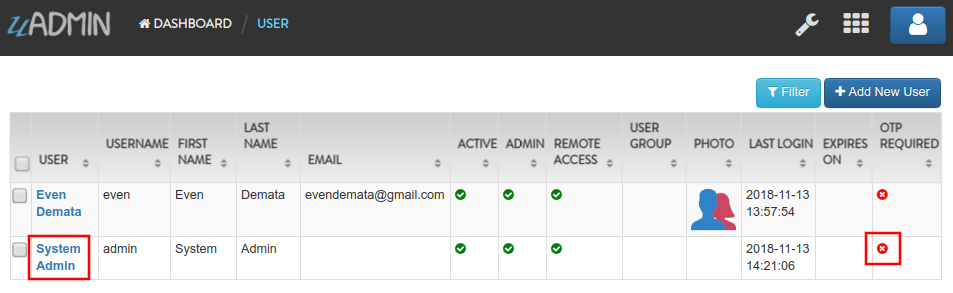 uADMIN
DASHBOARD / USER
Filter
Add New User
USER
USERNAME
FIRST
NAME
LAST
NAME
EMAIL
ACTIVE
ADMIN
REMOTE
ACCESS
USER
GROUP
PHOTO
LAST LOGIN
EXPIRES
ON
OTP
REQUIRED
Even
Demata
even
Even
Demata
evendemata@gmail.com
2018-11-13
13:57:54
System
Admin
admin
System
Admin
2018-11-13
14:21:06